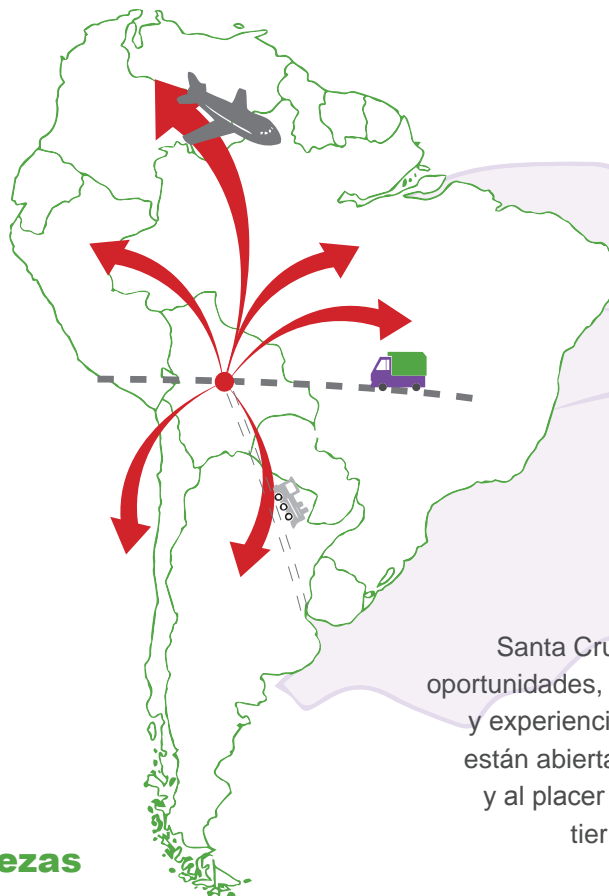 Santa Cru
oportunidades,
y experienci
están abierta
y al placer
tier
ezas